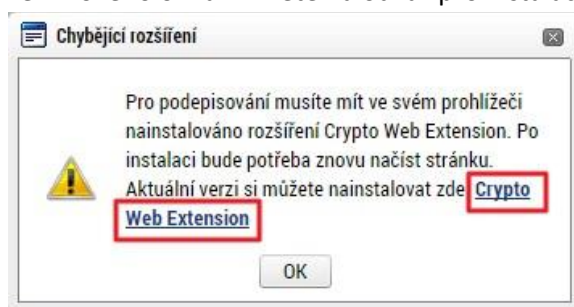 Chybějící rozšíření
Pro podepisování musíte mít ve svém prohlížeči
nainstalováno rozšíření Crypto Web Extension. Po
instalaci bude potřeba znovu načíst stránku.
Aktuální verzi si můžete nainstalovat zde Crypto
Web Extension
OK